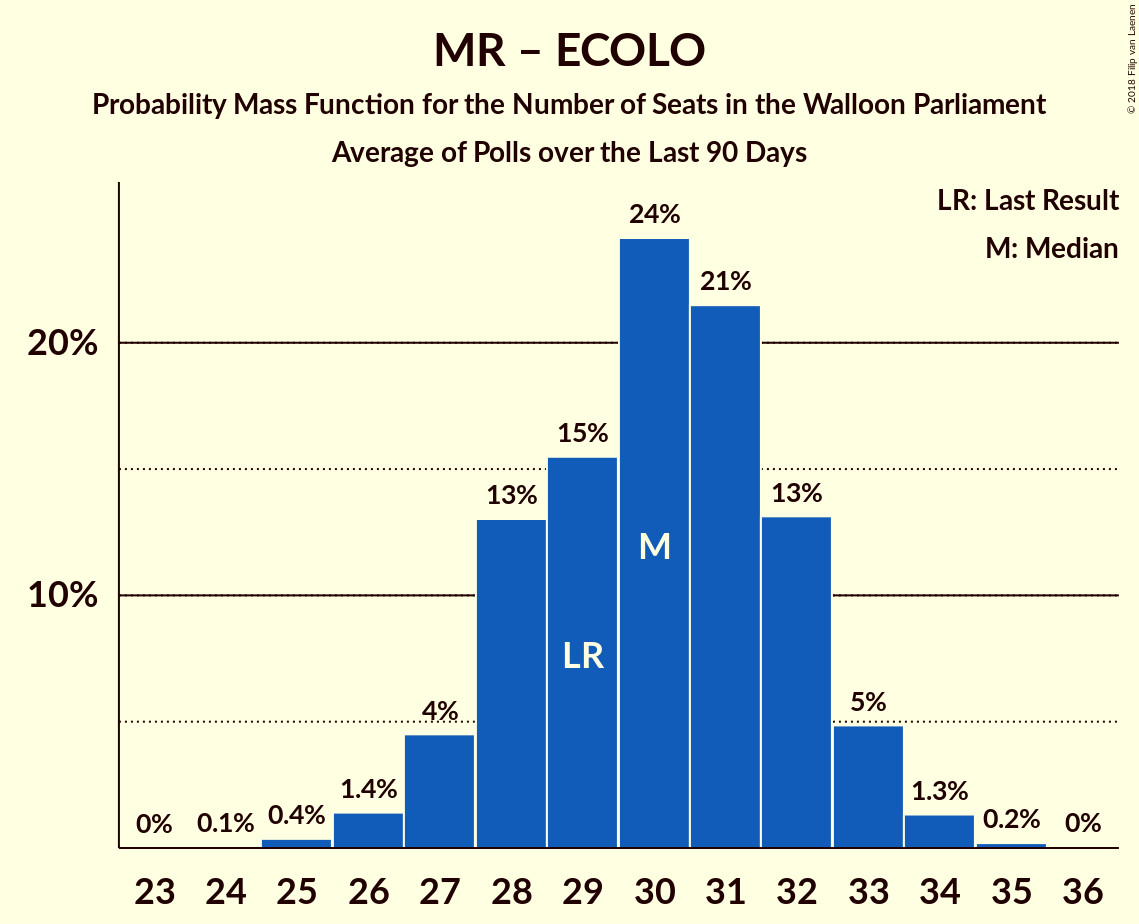 MR – ECOLO
Probability Mass Function for the Number of Seats in the Walloon Parliament
Average of Polls over the Last 90 Days
© 2018 Filip van Laenen
LR: Last Result
M: Median
20%
10%
0%
0.1%
0.4%
1.4%
4%
13%
15%
24%
21%
13%
5%
1.3%
0.2%
0%
LR
M
23 24 25 26 27 28 29 30 31 32 33 34 35 36